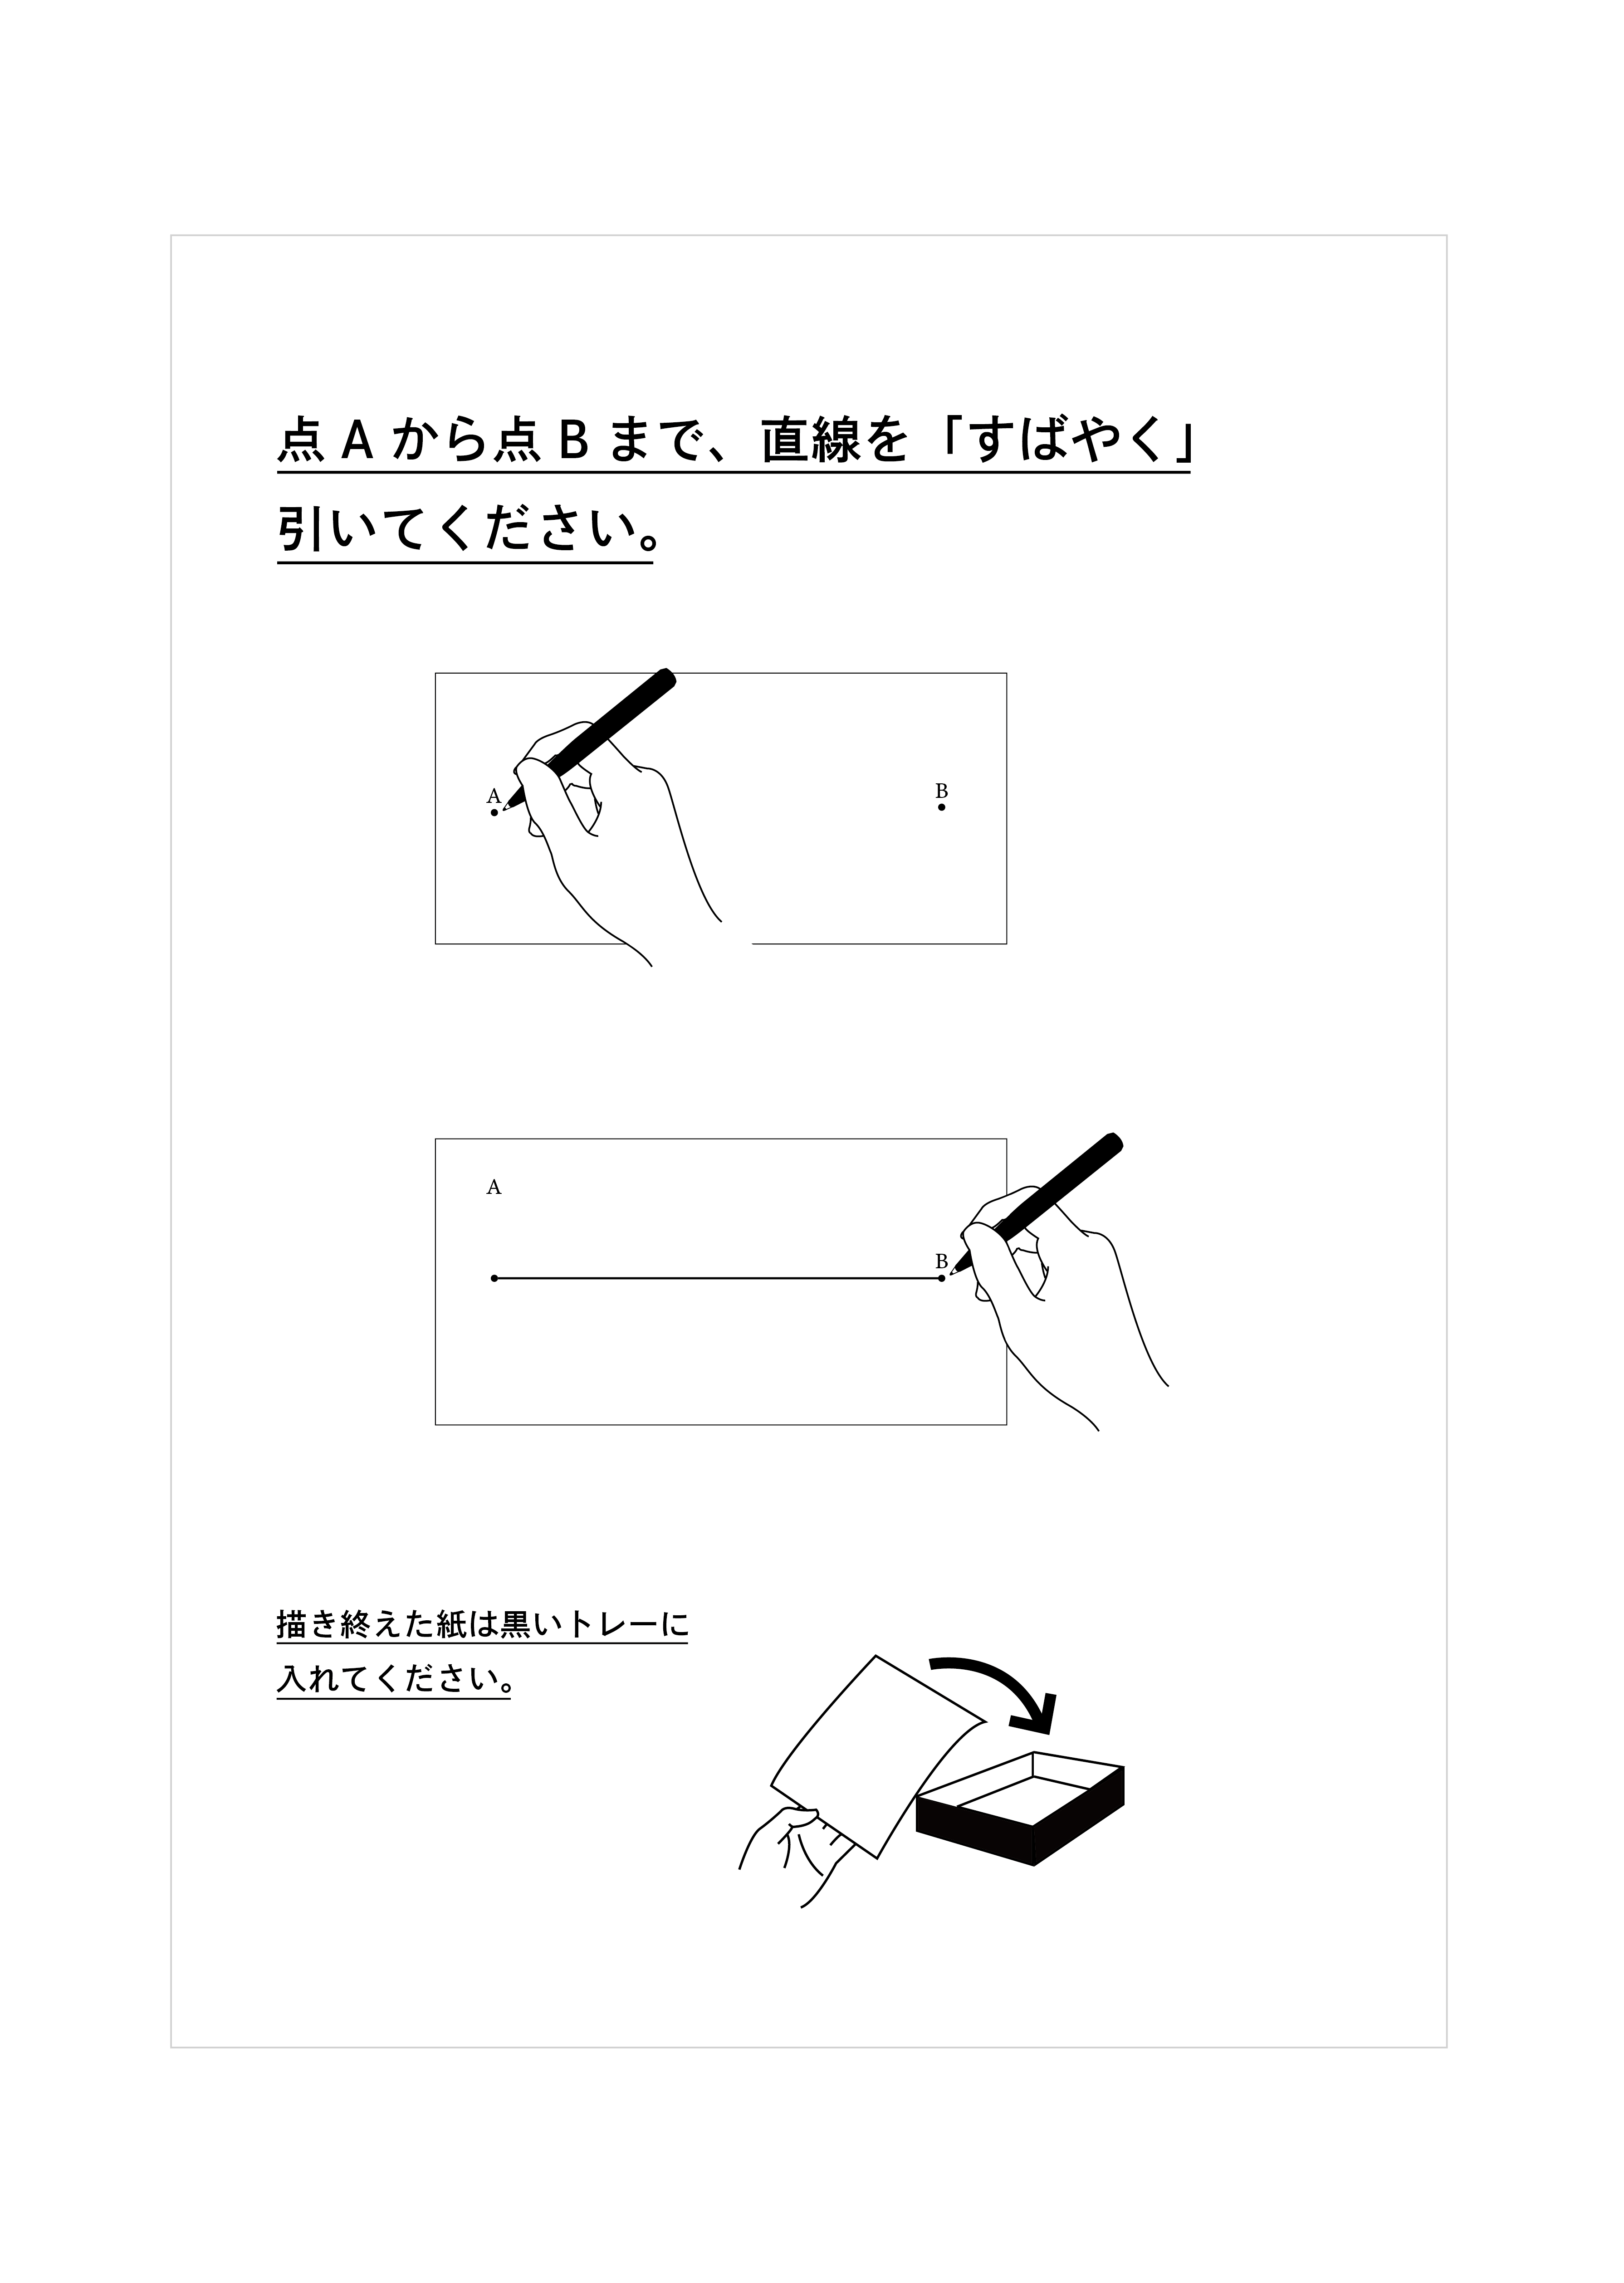 点 A から点 B まで、直線を「すばやく」
引いてください。
A
B
A
B
描き終えた紙は黒いトレーに
入れてください。